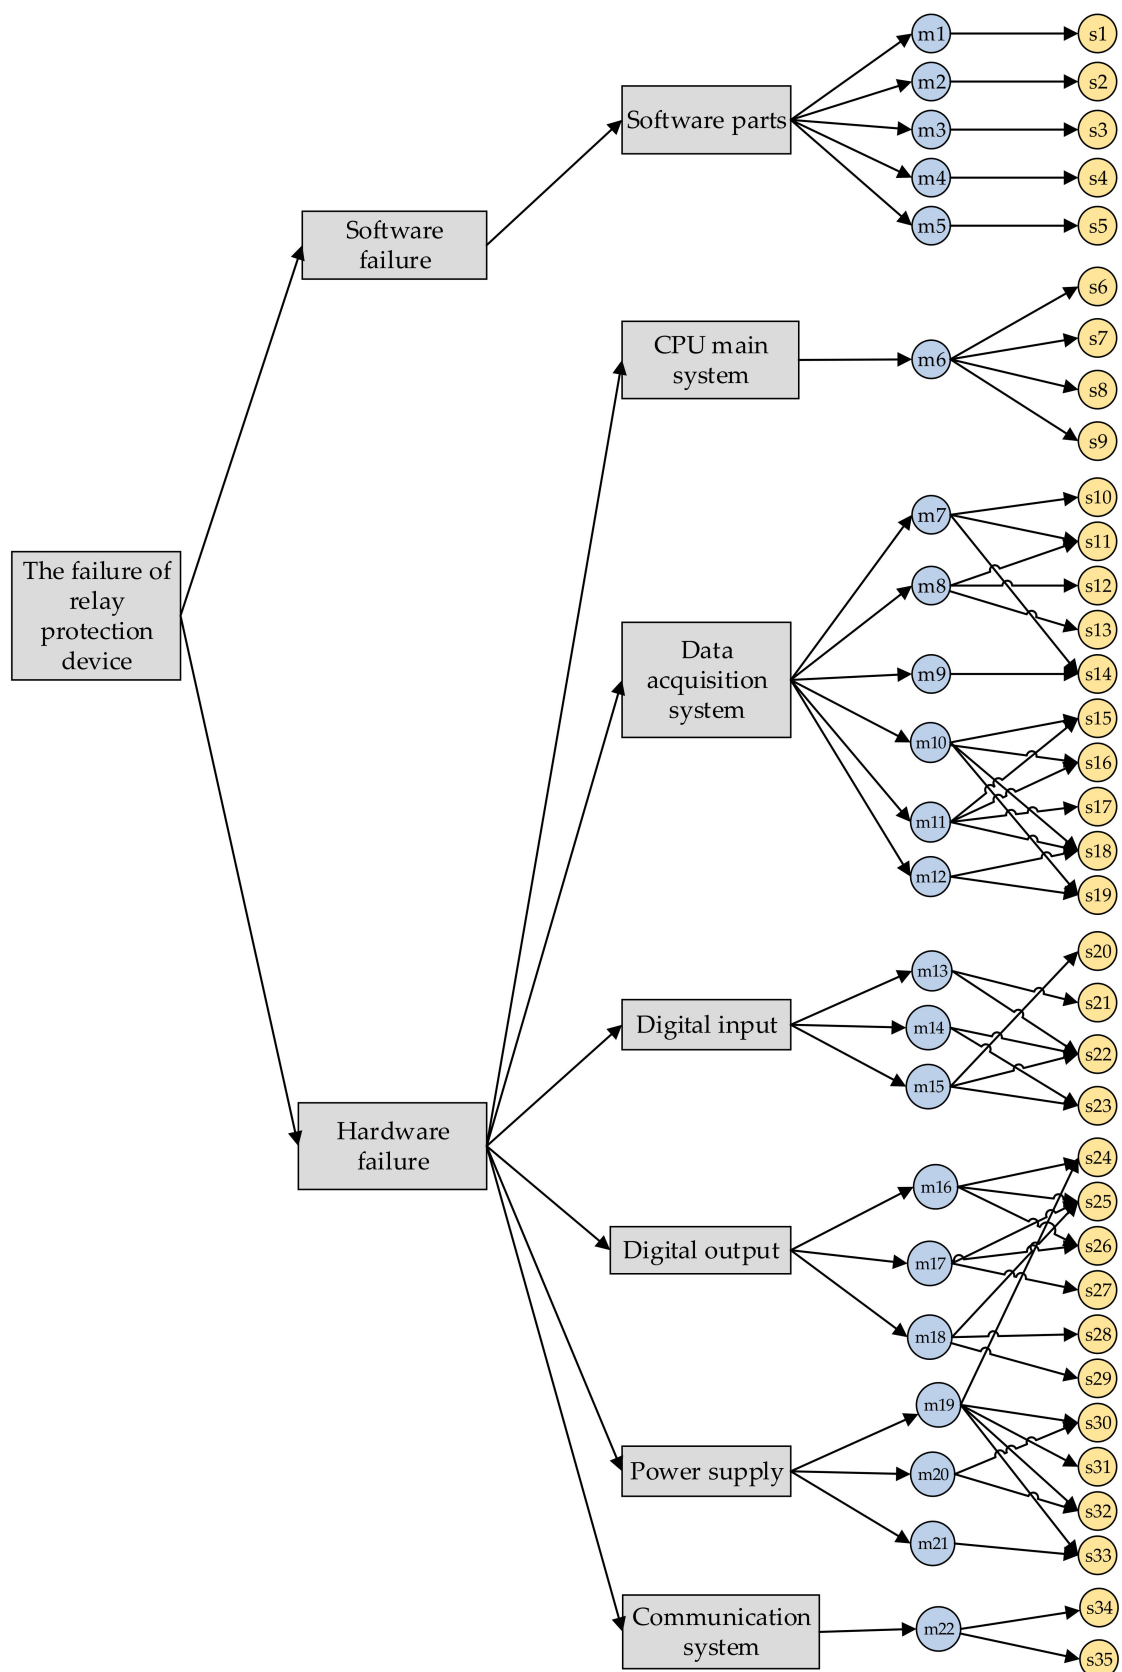 The failure of
relay
protection
device
Software
failure
Hardware
failure
Software parts
CPU main
system
Data
acquisition
system
Digital input
Digital output
Power supply
Communication
system
m1
m2
m3
m4
m5
m6
m7
m8
m9
m10
m11
m12
m13
m14
m15
m16
m17
m18
m19
m20
m21
m22
s1
s2
s3
s4
s5
s6
s7
s8
s9
s10
s11
s12
s13
s14
s15
s16
s17
s18
s19
s20
s21
s22
s23
s24
s25
s26
s27
s28
s29
s30
s31
s32
s33
s34
s35